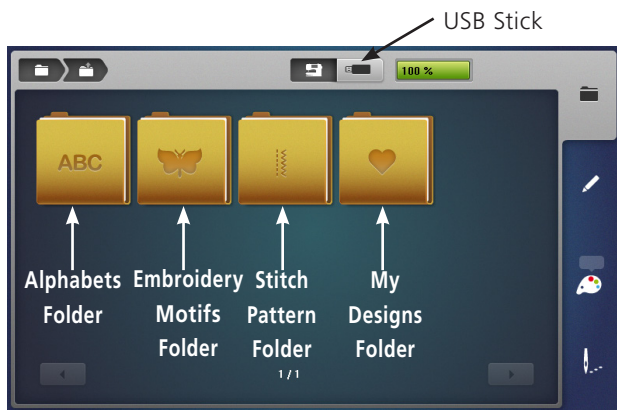 USB Stick
100 %
ABC
Alphabets Folder
Embroidery Motifs Folder
Stitch Pattern Folder
My Designs Folder
1/1